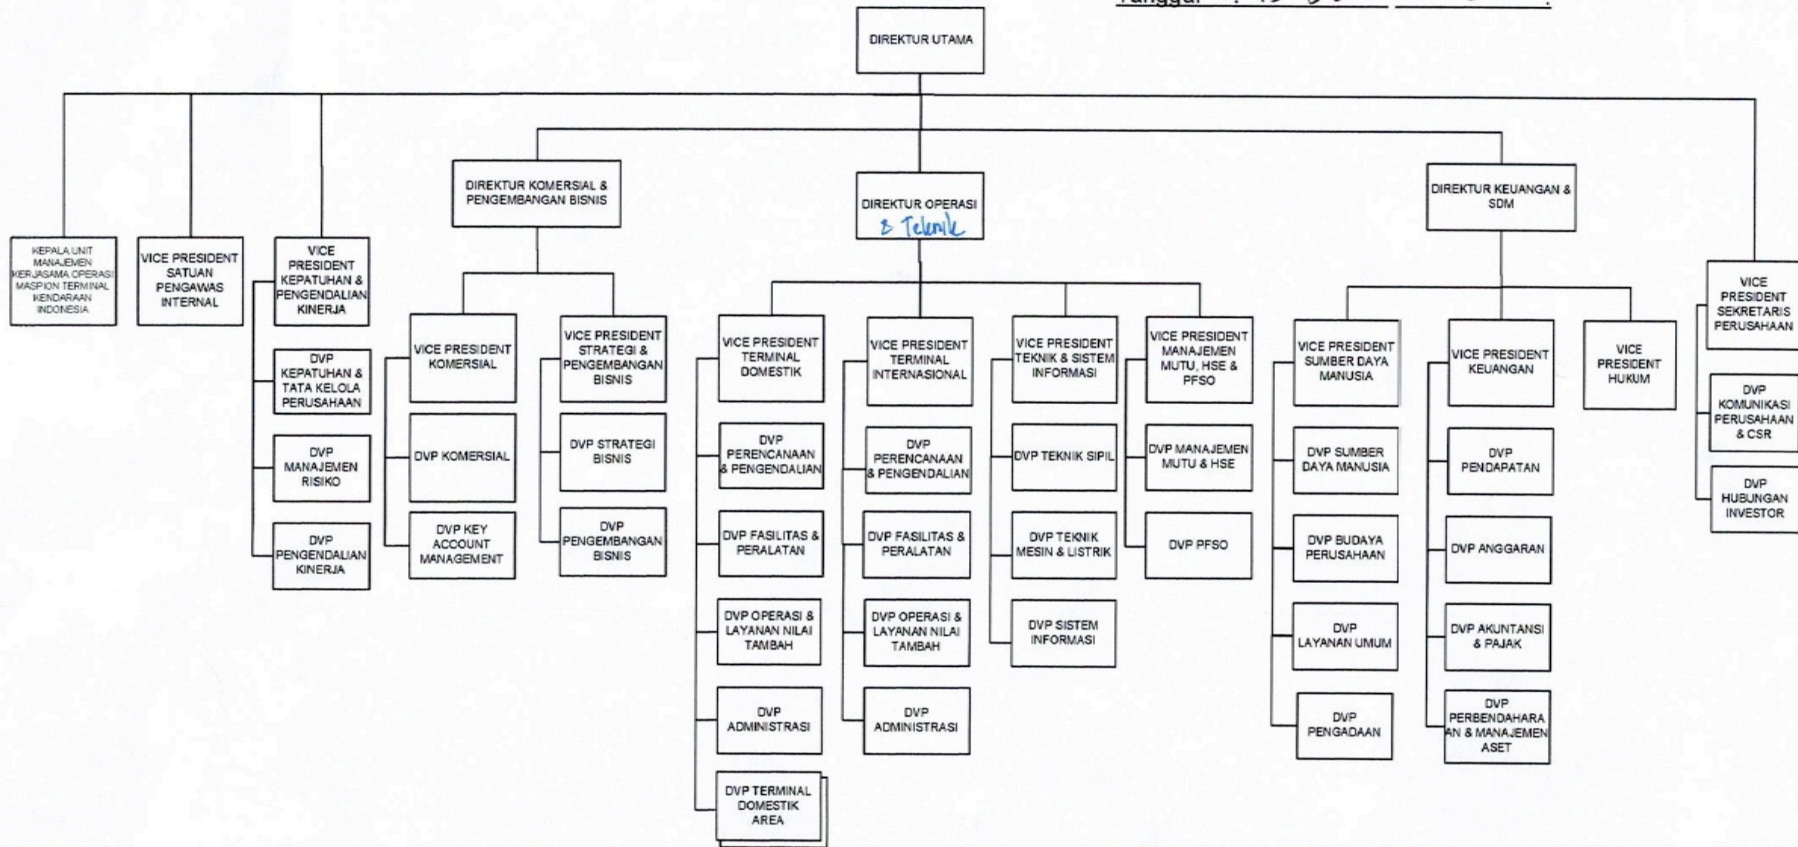 Tanggal :
DIREKTUR UTAMA
DIREKTUR KOMERSIAL &
PENGEMBANGAN BISNIS
DIREKTUR OPERASI
& Teknik
DIREKTUR KEUANGAN &
SDM
KEPALA UNIT
MANAJEMEN
KERJASAMA OPERASI
MASPION TERMINAL
KENDARAAN
INDONESIA
VICE PRESIDENT
SATUAN
PENGAWAS
INTERNAL
VICE
PRESIDENT
KEPATUHAN &
PENGENDALIAN
KINERJA
DVP
KEPATUHAN &
TATA KELOLA
PERUSAHAAN
DVP
MANAJEMEN
RISIKO
DVP
PENGENDALIAN
KINERJA
VICE PRESIDENT
KOMERSIAL
DVP KOMERSIAL
DVP KEY
ACCOUNT
MANAGEMENT
VICE PRESIDENT
STRATEGI &
PENGEMBANGAN
BISNIS
DVP STRATEGI
BISNIS
DVP
PENGEMBANGAN
BISNIS
VICE PRESIDENT
TERMINAL
DOMESTIK
DVP
PERENCANAAN
& PENGENDALIAN
DVP FASILITAS &
PERALATAN
DVP OPERASI &
LAYANAN NILAI
TAMBAH
DVP
ADMINISTRASI
DVP TERMINAL
DOMESTIK
AREA
VICE PRESIDENT
TERMINAL
INTERNASIONAL
DVP
PERENCANAAN
& PENGENDALIAN
DVP FASILITAS &
PERALATAN
DVP OPERASI &
LAYANAN NILAI
TAMBAH
DVP
ADMINISTRASI
VICE PRESIDENT
TEKNIK & SISTEM
INFORMASI
DVP TEKNIK SIPIL
DVP TEKNIK
MESIN & LISTRIK
DVP SISTEM
INFORMASI
VICE PRESIDENT
MANAJEMEN
MUTU, HSE &
PFSO
DVP MANAJEMEN
MUTU & HSE
DVP PFSO
VICE PRESIDENT
SUMBER DAYA
MANUSIA
DVP SUMBER
DAYA MANUSIA
DVP BUDAYA
PERUSAHAAN
DVP
LAYANAN UMUM
DVP
PENGADAAN
VICE PRESIDENT
KEUANGAN
DVP
PENDAPATAN
DVP ANGGARAN
DVP AKUNTANSI
& PAJAK
DVP
PERBENDAHARA
AN & MANAJEMEN
ASET
VICE
PRESIDENT
HUKUM
VICE
PRESIDENT
SEKRETARIS
PERUSAHAAN
DVP
KOMUNIKASI
PERUSAHAAN
& CSR
DVP
HUBUNGAN
INVESTOR